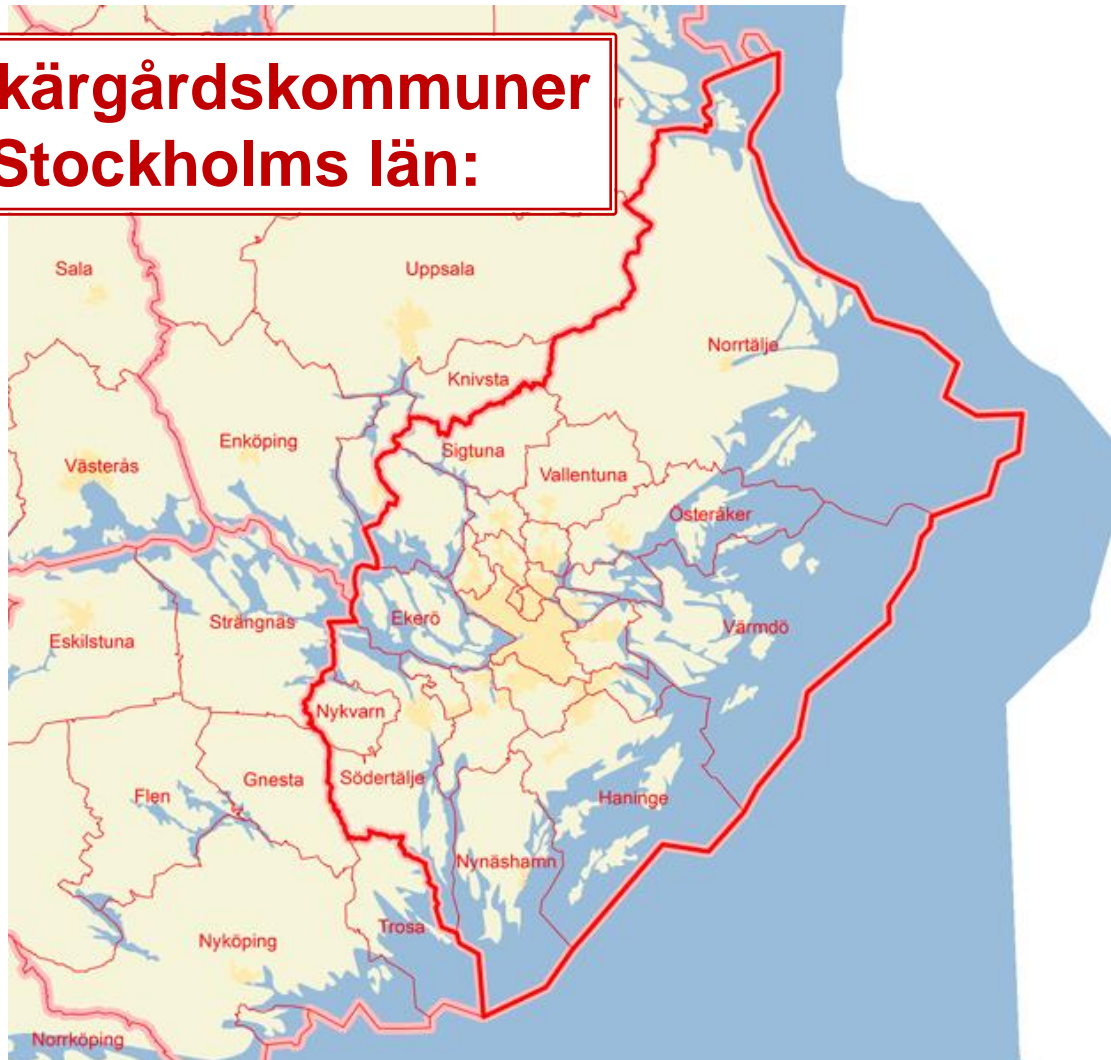 kärgårdskommuner
Stockholms län:
Sala
Uppsala
Norrtälje
Knivsta
Enköping
Sigtuna
Västerås
Vallentuna
Österåker
Ekerö
Strängnäs
Värmdö
Eskilstuna
Nykvarn
Gnesta
Södertälje
Flen
Haninge
Nynäshamn
Trosa
Nyköping
Norrköping